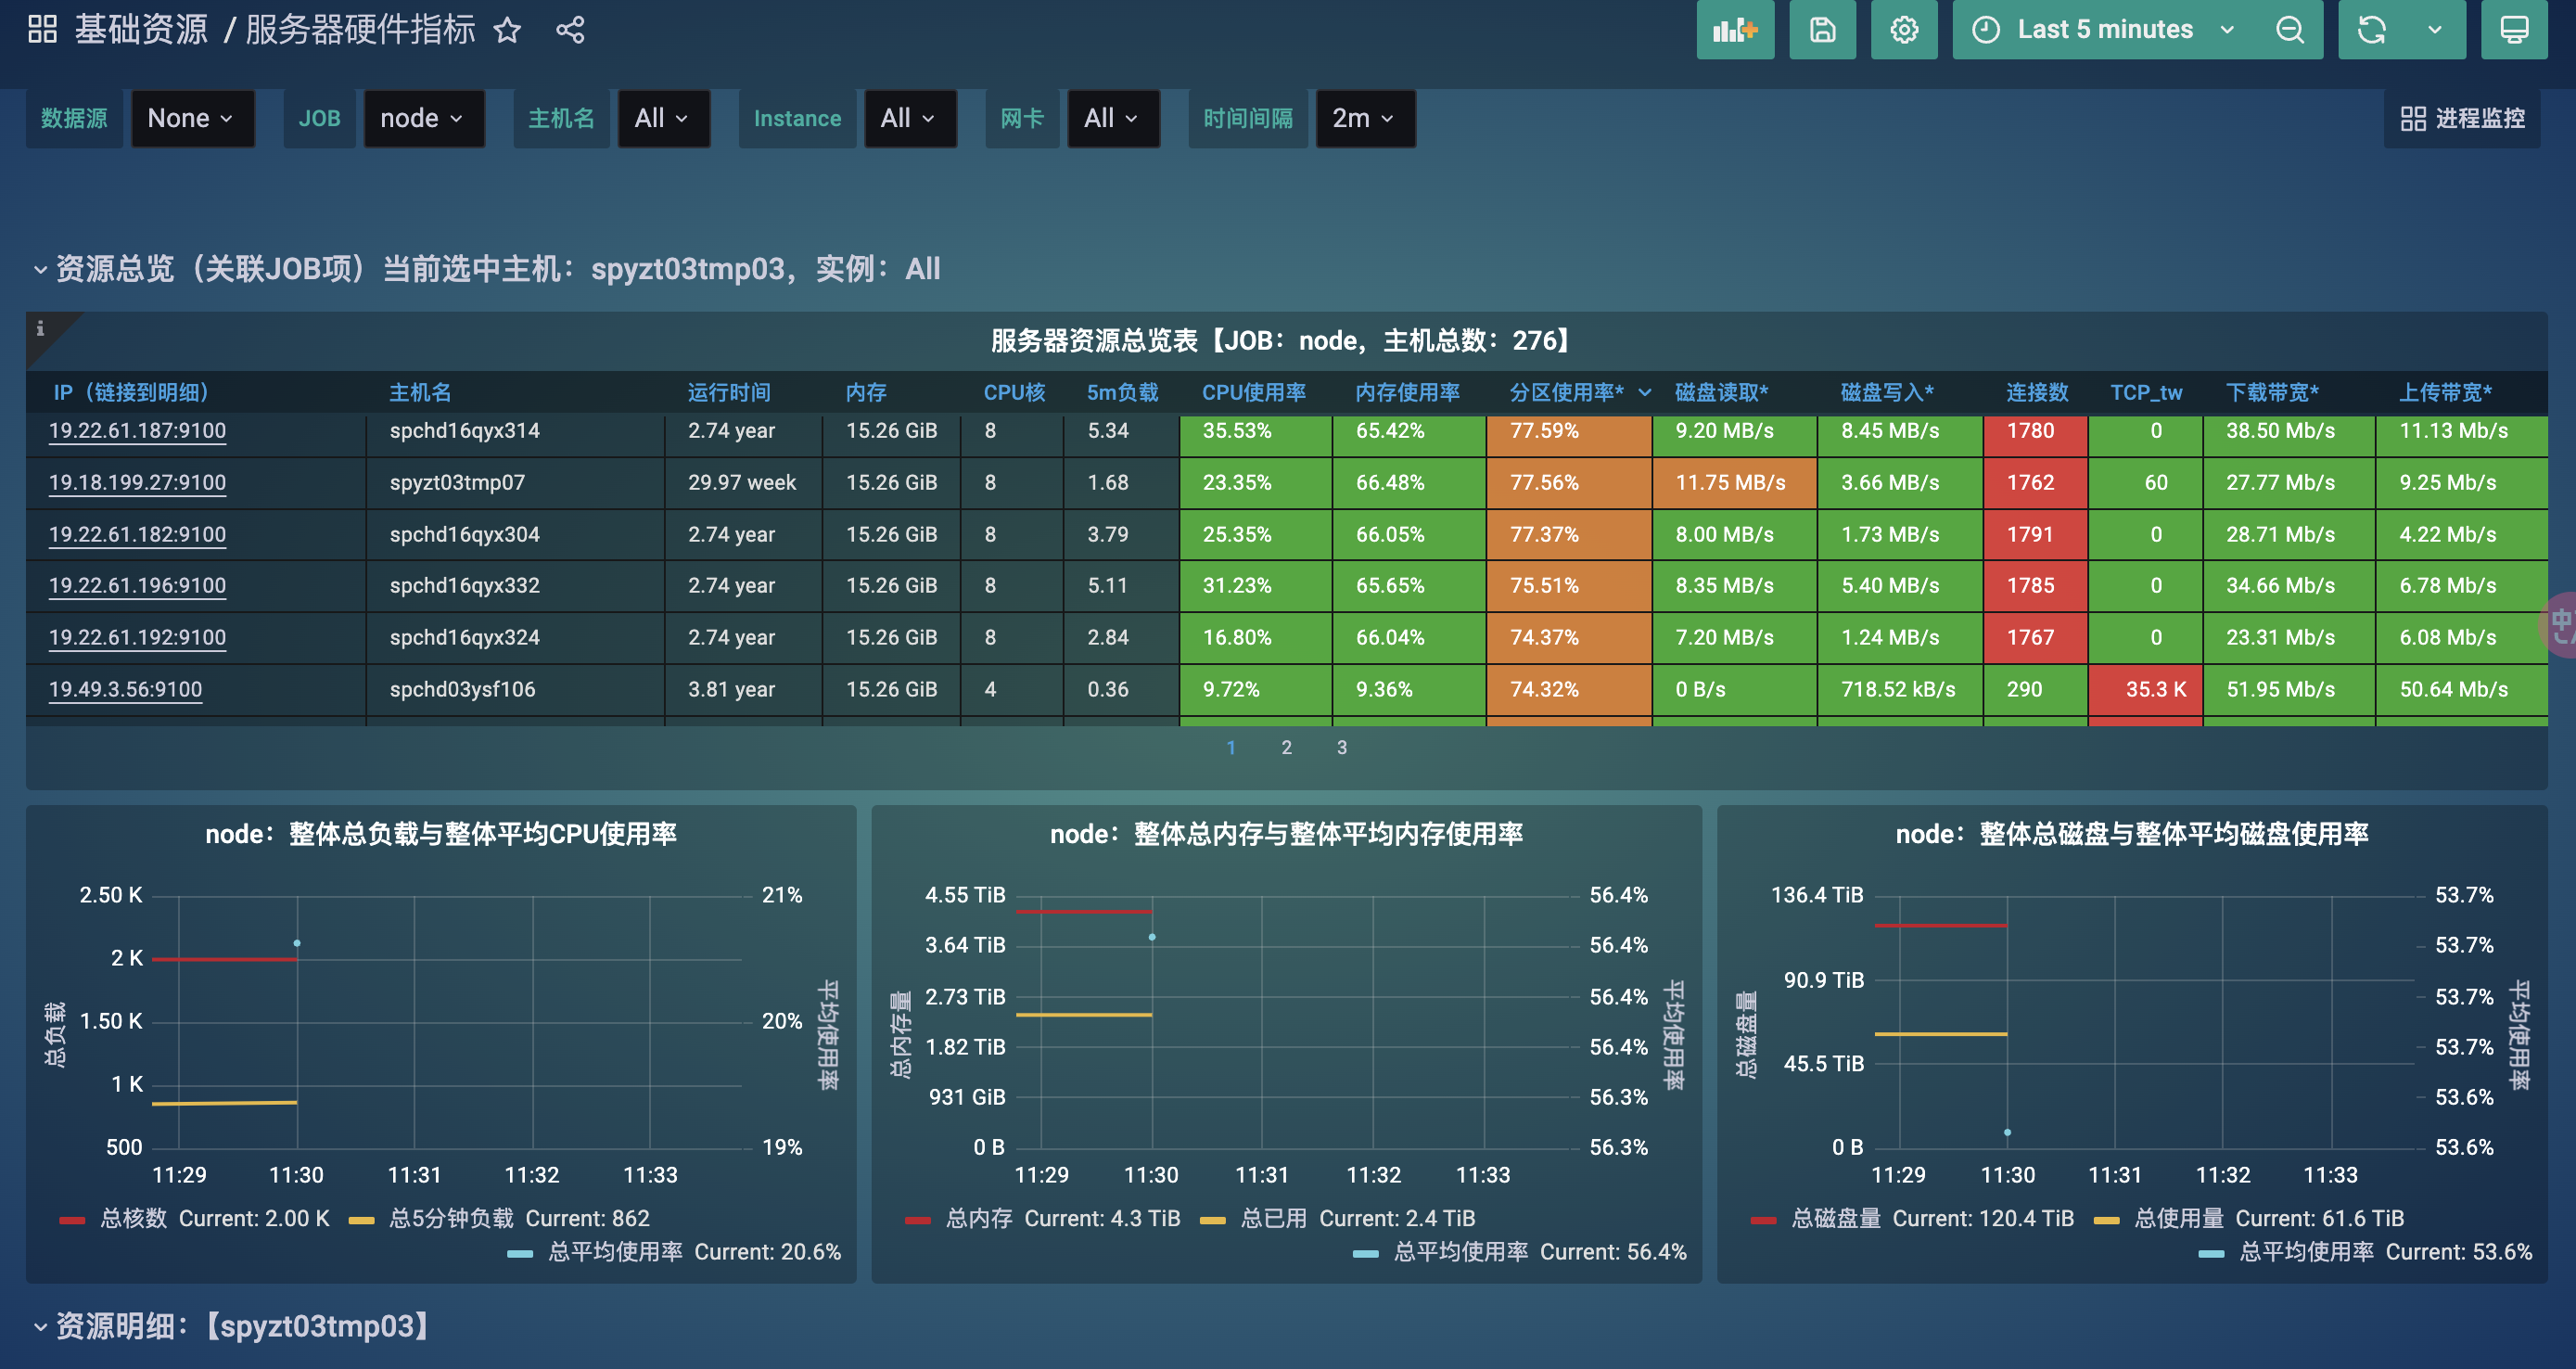 基础资源 / 服务器硬件指标 Last 5 minutes
数据源 None JOB node 主机名 All Instance All 网卡 All 时间间隔 2m 进程监控
资源总览（关联JOB项）当前选中主机：spyzt03tmp03，实例：All
服务器资源总览表【JOB：node，主机总数：276】
IP（链接到明细） 主机名 运行时间 内存 CPU核 5m负载 CPU使用率 内存使用率 分区使用率* 磁盘读取* 磁盘写入* 连接数 TCP_tw 下载带宽* 上传带宽*
19.22.61.187:9100 spchd16qyx314 2.74 year 15.26 GiB 8 5.34 35.53% 65.42% 77.59% 9.20 MB/s 8.45 MB/s 1780 0 38.50 Mb/s 11.13 Mb/s
19.18.199.27:9100 spyzt03tmp07 29.97 week 15.26 GiB 8 1.68 23.35% 66.48% 77.56% 11.75 MB/s 3.66 MB/s 1762 60 27.77 Mb/s 9.25 Mb/s
19.22.61.182:9100 spchd16qyx304 2.74 year 15.26 GiB 8 3.79 25.35% 66.05% 77.37% 8.00 MB/s 1.73 MB/s 1791 0 28.71 Mb/s 4.22 Mb/s
19.22.61.196:9100 spchd16qyx332 2.74 year 15.26 GiB 8 5.11 31.23% 65.65% 75.51% 8.35 MB/s 5.40 MB/s 1785 0 34.66 Mb/s 6.78 Mb/s
19.22.61.192:9100 spchd16qyx324 2.74 year 15.26 GiB 8 2.84 16.80% 66.04% 74.37% 7.20 MB/s 1.24 MB/s 1767 0 23.31 Mb/s 6.08 Mb/s
19.49.3.56:9100 spchd03ysf106 3.81 year 15.26 GiB 4 0.36 9.72% 9.36% 74.32% 0 B/s 718.52 kB/s 290 35.3 K 51.95 Mb/s 50.64 Mb/s
1 2 3
node：整体总负载与整体平均CPU使用率
2.50 K
2 K
1.50 K
1 K
500
总负载
21%
20%
19%
平均使用率
11:29 11:30 11:31 11:32 11:33
总核数 Current: 2.00 K 总5分钟负载 Current: 862
总平均使用率 Current: 20.6%
node：整体总内存与整体平均内存使用率
4.55 TiB
3.64 TiB
2.73 TiB
1.82 TiB
931 GiB
0 B
总内存量
56.4%
56.4%
56.4%
56.4%
56.3%
56.3%
平均使用率
11:29 11:30 11:31 11:32 11:33
总内存 Current: 4.3 TiB 总已用 Current: 2.4 TiB
总平均使用率 Current: 56.4%
node：整体总磁盘与整体平均磁盘使用率
136.4 TiB
90.9 TiB
45.5 TiB
0 B
总磁盘量
53.7%
53.7%
53.7%
53.7%
53.6%
53.6%
平均使用率
11:29 11:30 11:31 11:32 11:33
总磁盘量 Current: 120.4 TiB 总使用量 Current: 61.6 TiB
总平均使用率 Current: 53.6%
资源明细：【spyzt03tmp03】